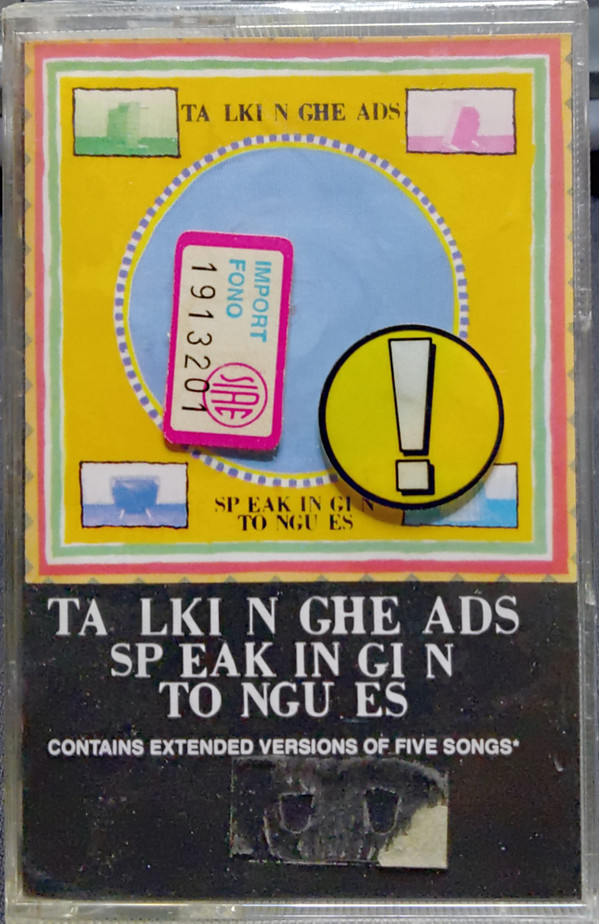 TA LKI N GHE ADS
IMPORT
FONO
1913201
SIAE
!
SP EAK IN GI N
TO NGU ES
TA LKI N GHE ADS
SP EAK IN GI N
TO NGU ES
CONTAINS EXTENDED VERSIONS OF FIVE SONGS*